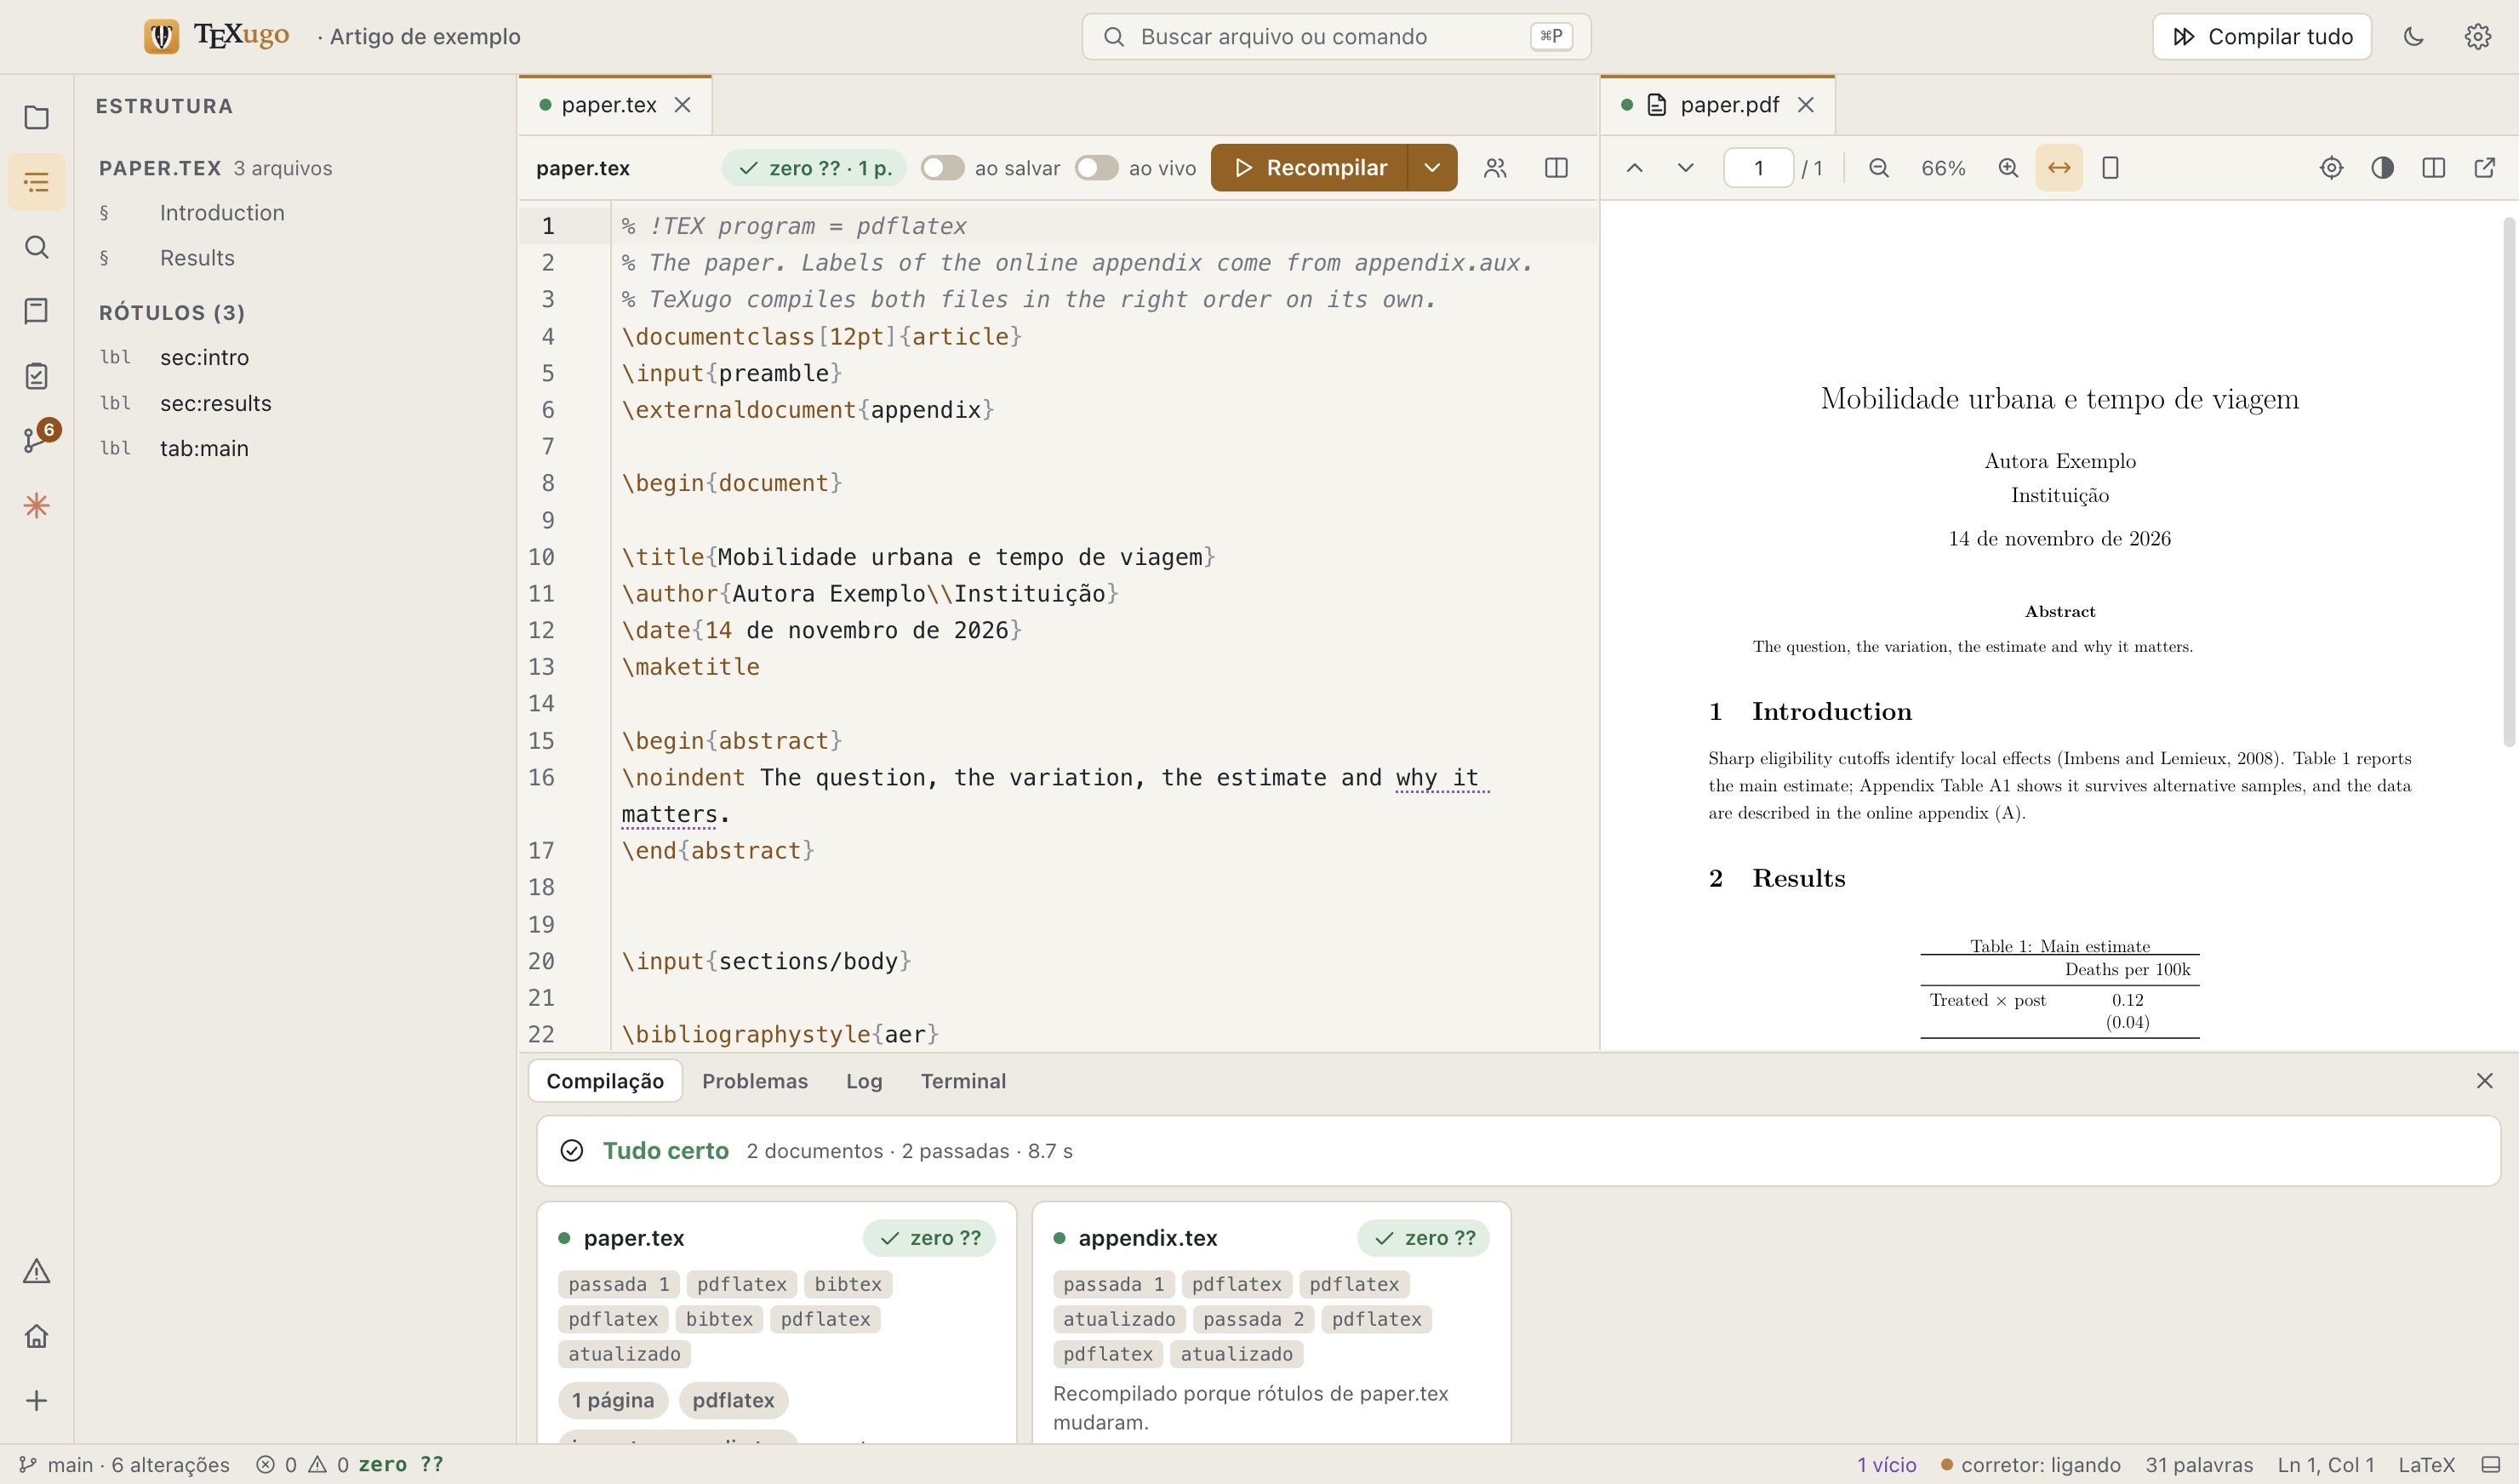 TEXugo · Artigo de exemplo
Buscar arquivo ou comando ⌘P
Compilar tudo
ESTRUTURA
PAPER.TEX 3 arquivos
§ Introduction
§ Results
RÓTULOS (3)
lbl sec:intro
lbl sec:results
lbl tab:main
6
paper.tex
paper.tex
zero ?? · 1 p.
ao salvar
ao vivo
Recompilar
1 % !TEX program = pdflatex
2 % The paper. Labels of the online appendix come from appendix.aux.
3 % TeXugo compiles both files in the right order on its own.
4 \documentclass[12pt]{article}
5 \input{preamble}
6 \externaldocument{appendix}
7
8 \begin{document}
9
10 \title{Mobilidade urbana e tempo de viagem}
11 \author{Autora Exemplo\\Instituição}
12 \date{14 de novembro de 2026}
13 \maketitle
14
15 \begin{abstract}
16 \noindent The question, the variation, the estimate and why it
matters.
17 \end{abstract}
18
19
20 \input{sections/body}
21
22 \bibliographystyle{aer}
paper.pdf
1 / 1
66%
Mobilidade urbana e tempo de viagem
Autora Exemplo
Instituição
14 de novembro de 2026
Abstract
The question, the variation, the estimate and why it matters.
1 Introduction
Sharp eligibility cutoffs identify local effects (Imbens and Lemieux, 2008). Table 1 reports
the main estimate; Appendix Table A1 shows it survives alternative samples, and the data
are described in the online appendix (A).
2 Results
Table 1: Main estimate
Deaths per 100k
Treated × post 0.12
(0.04)
Compilação Problemas Log Terminal
Tudo certo 2 documentos · 2 passadas · 8.7 s
paper.tex zero ??
passada 1 pdflatex bibtex
pdflatex bibtex pdflatex
atualizado
1 página pdflatex
appendix.tex zero ??
passada 1 pdflatex pdflatex
atualizado passada 2 pdflatex
pdflatex atualizado
Recompilado porque rótulos de paper.tex
mudaram.
main · 6 alterações 0 0 zero ??
1 vício corretor: ligando 31 palavras Ln 1, Col 1 LaTeX